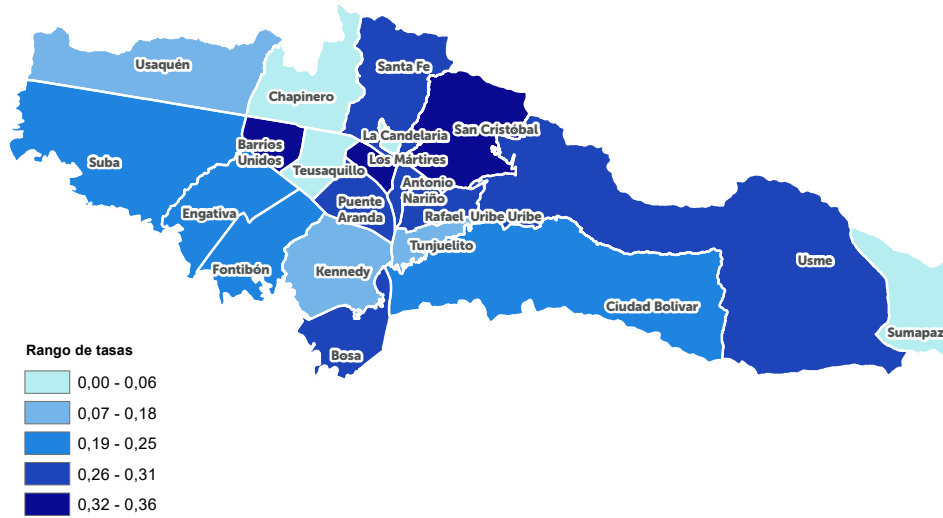 Usaquén
Santa Fe
Chapinero
La Candelaria
San Cristóbal
Barrios
Unidos
Los Mártires
Suba
Teusaquillo
Antonio
Nariño
Puente
Aranda
Engativa
Rafael Uribe Uribe
Tunjuelito
Fontibón
Kennedy
Usme
Ciudad Bolivar
Sumapaz
Bosa
Rango de tasas
0,00 - 0,06
0,07 - 0,18
0,19 - 0,25
0,26 - 0,31
0,32 - 0,36